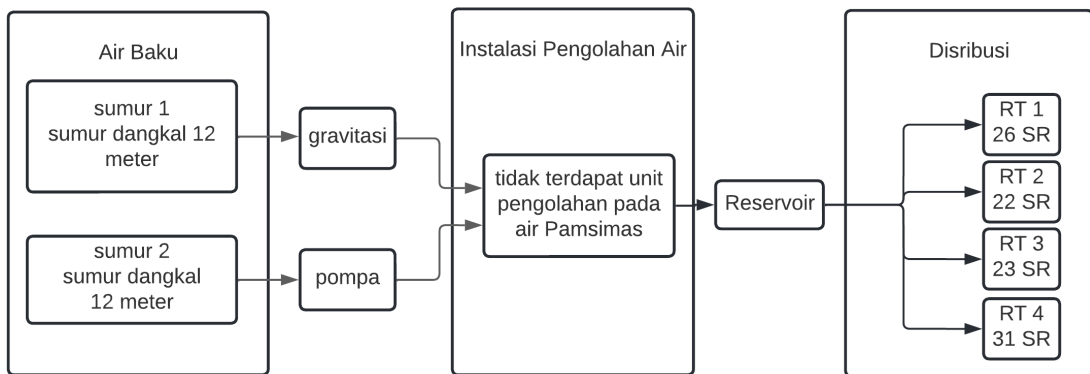 Air Baku
sumur 1
sumur dangkal 12
meter
sumur 2
sumur dangkal
12 meter
gravitasi
pompa
Instalasi Pengolahan Air
tidak terdapat unit
pengolahan pada
air Pamsimas
Reservoir
Disribusi
RT 1
26 SR
RT 2
22 SR
RT 3
23 SR
RT 4
31 SR